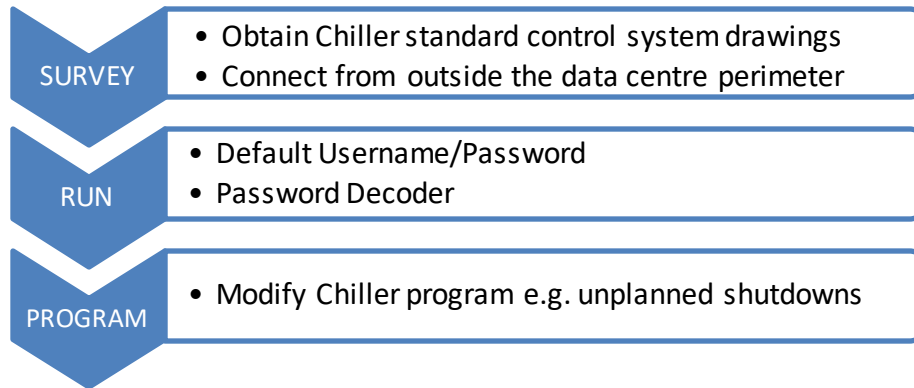 SURVEY
• Obtain Chiller standard control system drawings
• Connect from outside the data centre perimeter
RUN
• Default Username/Password
• Password Decoder
PROGRAM
• Modify Chiller program e.g. unplanned shutdowns